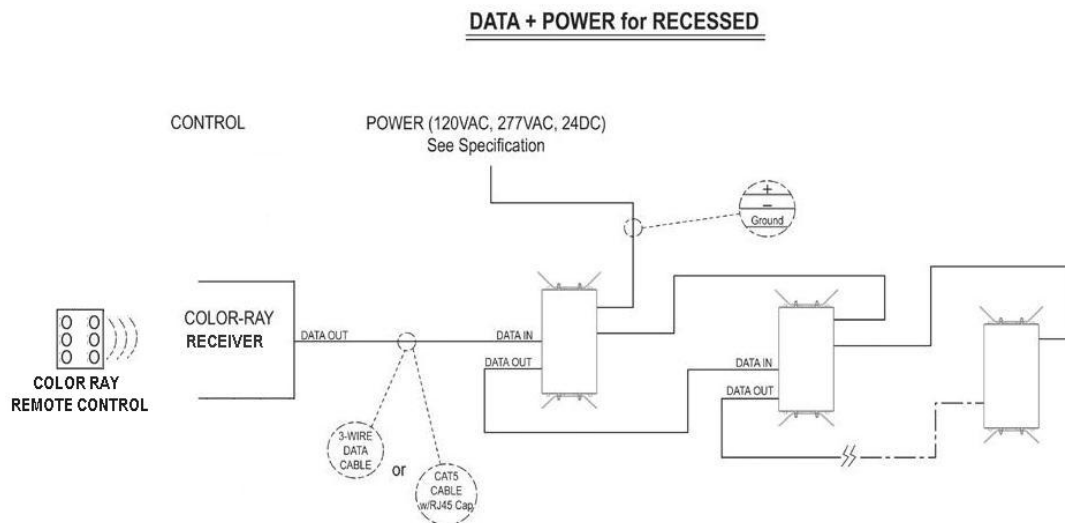 DATA + POWER for RECESSED
CONTROL
POWER (120VAC, 277VAC, 24DC)
See Specification
+
–
Ground
COLOR-RAY
RECEIVER
DATA OUT
DATA IN
DATA OUT
DATA IN
DATA OUT
COLOR RAY
REMOTE CONTROL
3-WIRE
DATA
CABLE
or
CAT5
CABLE
w/RJ45 Cap